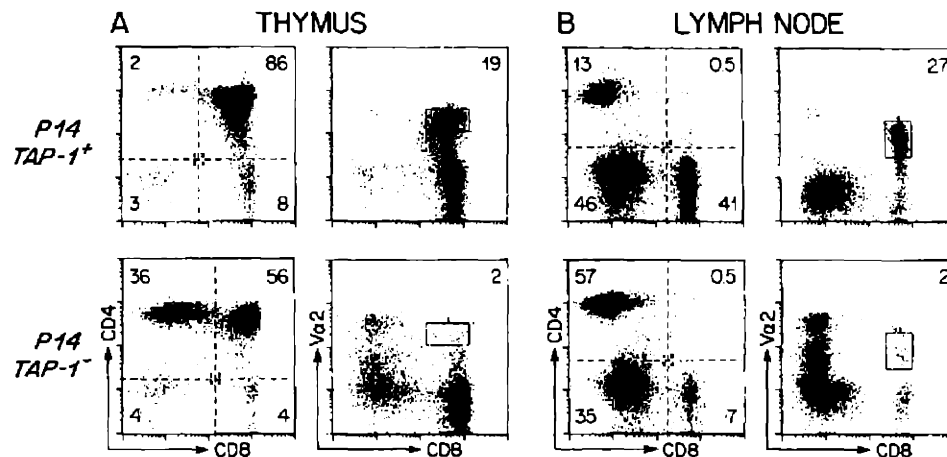 A THYMUS B LYMPH NODE
P14 TAP-1+
2 86
3 8
19
13 0.5
46 41
27
P14 TAP-1-
36 56
4 4
CD4
CD8
2
Vα2
CD8
57 0.5
35 7
CD4
CD8
2
Vα2
CD8